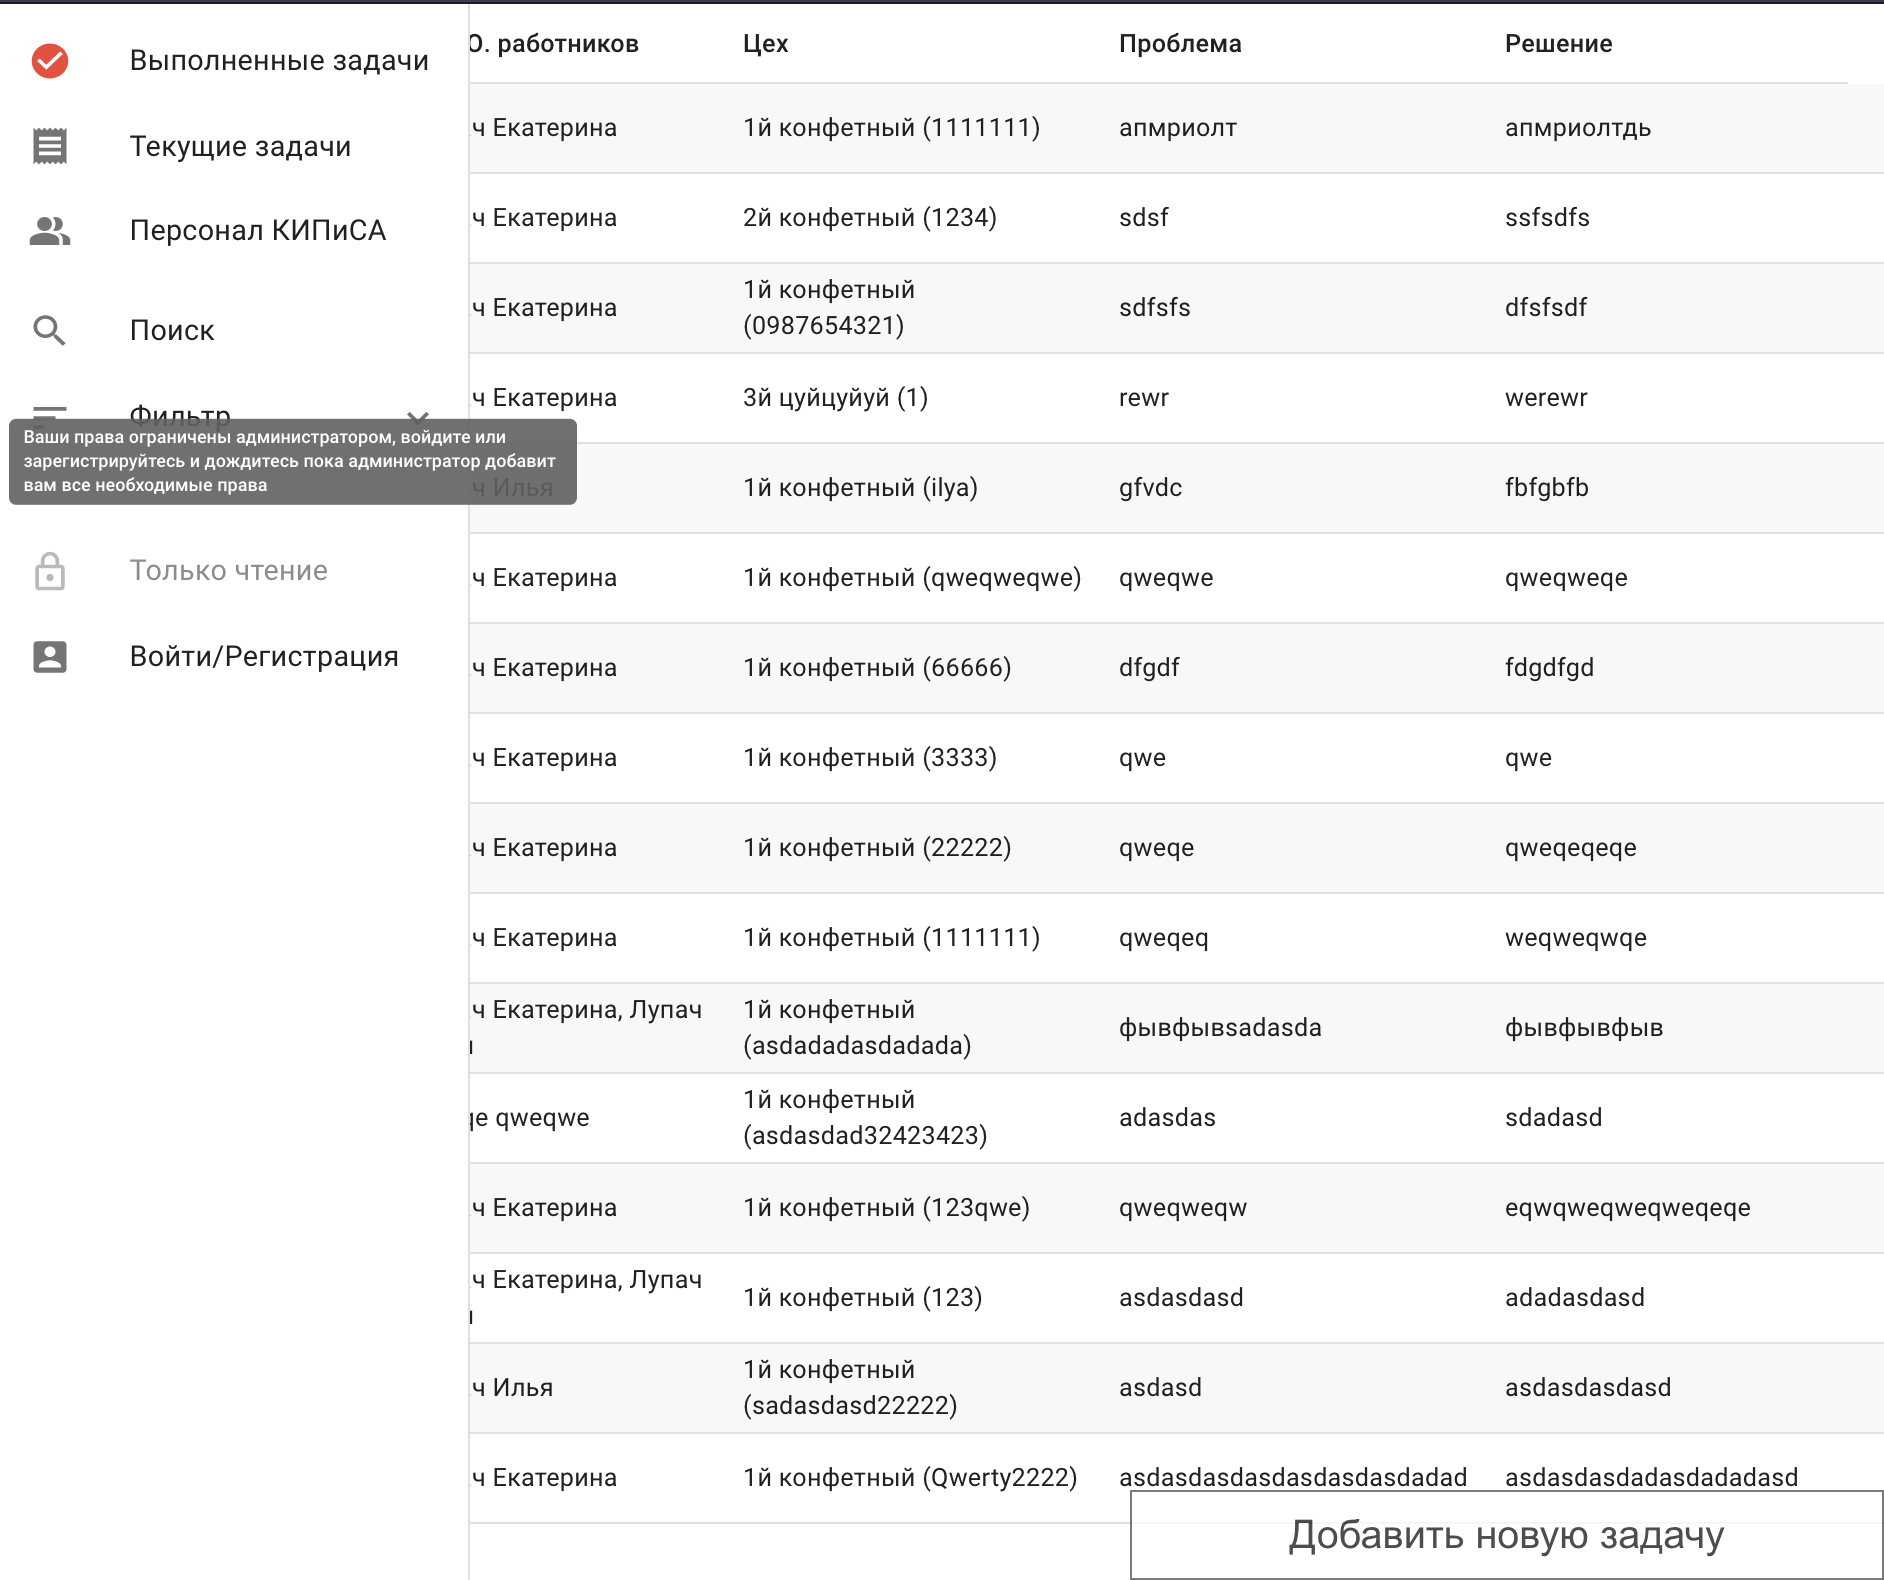 Выполненные задачи
Текущие задачи
Персонал КИПиСА
Поиск
Фильтр
Ваши права ограничены администратором, войдите или
зарегистрируйтесь и дождитесь пока администратор добавит
вам все необходимые права
Только чтение
Войти/Регистрация
О. работников Цех Проблема Решение
ч Екатерина 1й конфетный (1111111) апмриолт апмриолтдь
ч Екатерина 2й конфетный (1234) sdsf ssfsdfs
ч Екатерина 1й конфетный (0987654321) sdfsfs dfsfsdf
ч Екатерина 3й цуйцуйуй (1) rewr werewr
ч Илья 1й конфетный (ilya) gfvdc fbfgbfb
ч Екатерина 1й конфетный (qweqweqwe) qweqwe qweqweqe
ч Екатерина 1й конфетный (66666) dfgdf fdgdfgd
ч Екатерина 1й конфетный (3333) qwe qwe
ч Екатерина 1й конфетный (22222) qweqe qweqeqeqe
ч Екатерина 1й конфетный (1111111) qweqeq weqweqwqe
ч Екатерина, Лупач 1й конфетный (asdadadasdadada) фывфывsadasda фывфывфыв
qe qweqwe 1й конфетный (asdasdad32423423) adasdas sdadasd
ч Екатерина 1й конфетный (123qwe) qweqweqw eqwqweqweqweqeqe
ч Екатерина, Лупач 1й конфетный (123) asdasdasd adadasdasd
ч Илья 1й конфетный (sadasdasd22222) asdasd asdasdasdasd
ч Екатерина 1й конфетный (Qwerty2222) asdasdasdasdasdasdasdadad asdasdasdadasdadadasd
Добавить новую задачу